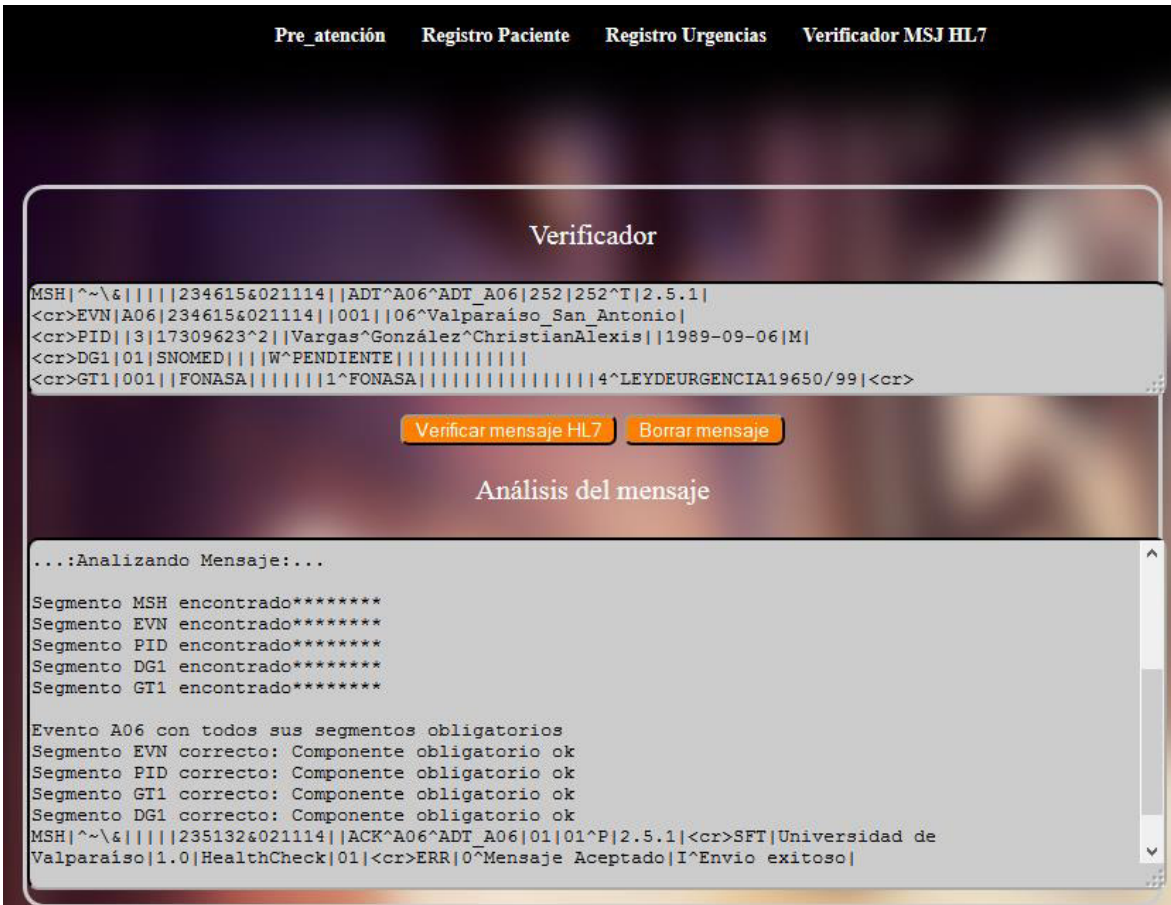 Pre_atención Registro Paciente Registro Urgencias Verificador MSJ HL7
Verificador
MSH|^~\&|||||234615&021114||ADT^A06^ADT_A06|252|252^T|2.5.1|
<cr>EVN|A06|234615&021114||001||06^Valparaíso_San_Antonio|
<cr>PID||3|17309623^2||Vargas^González^ChristianAlexis||1989-09-06|M|
<cr>DG1|01|SNOMED||||W^PENDIENTE||||||||||||
<cr>GT1|001||FONASA|||||||1^FONASA||||||||||||||||4^LEYDEURGENCIA19650/99|<cr>
Verificar mensaje HL7 Borrar mensaje
Análisis del mensaje
...:Analizando Mensaje:...
Segmento MSH encontrado********
Segmento EVN encontrado********
Segmento PID encontrado********
Segmento DG1 encontrado********
Segmento GT1 encontrado********
Evento A06 con todos sus segmentos obligatorios
Segmento EVN correcto: Componente obligatorio ok
Segmento PID correcto: Componente obligatorio ok
Segmento GT1 correcto: Componente obligatorio ok
Segmento DG1 correcto: Componente obligatorio ok
MSH|^~\&|||||235132&021114||ACK^A06^ADT_A06|01|01^P|2.5.1|<cr>SFT|Universidad de
Valparaíso|1.0|HealthCheck|01|<cr>ERR|0^Mensaje Aceptado|I^Envio exitoso|